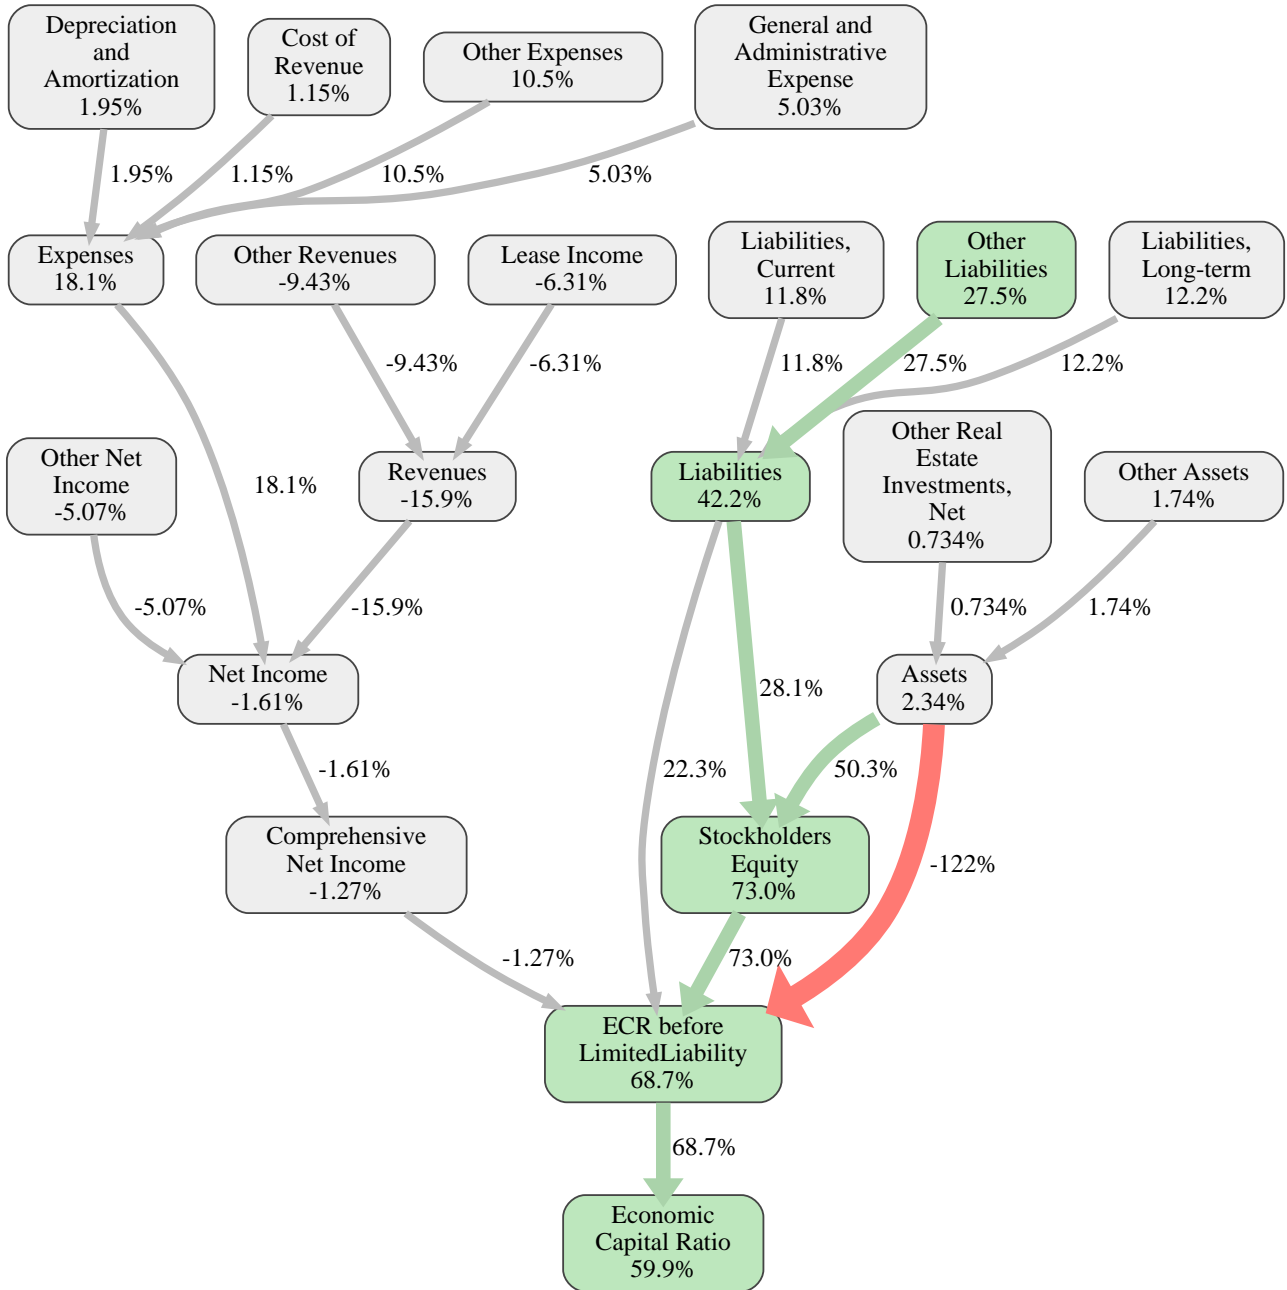 Depreciation
and
Amortization
1.95%
Cost of
Revenue
1.15%
Other Expenses
10.5%
General and
Administrative
Expense
5.03%
1.95%
1.15%
10.5%
5.03%
Expenses
18.1%
Other Revenues
-9.43%
Lease Income
-6.31%
Liabilities,
Current
11.8%
Other
Liabilities
27.5%
Liabilities,
Long-term
12.2%
-9.43%
-6.31%
11.8%
27.5%
12.2%
Other Net
Income
-5.07%
18.1%
Revenues
-15.9%
Liabilities
42.2%
Other Real
Estate
Investments,
Net
0.734%
Other Assets
1.74%
-5.07%
-15.9%
0.734%
1.74%
Net Income
-1.61%
28.1%
Assets
2.34%
-1.61%
22.3%
50.3%
Comprehensive
Net Income
-1.27%
Stockholders
Equity
73.0%
-122%
-1.27%
73.0%
ECR before
LimitedLiability
68.7%
68.7%
Economic
Capital Ratio
59.9%